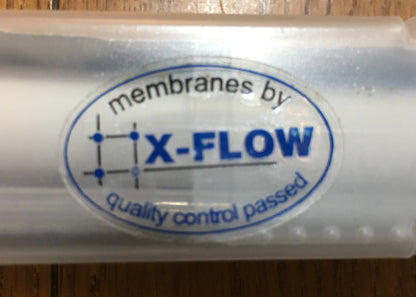 membranes by
X-FLOW
quality control passed